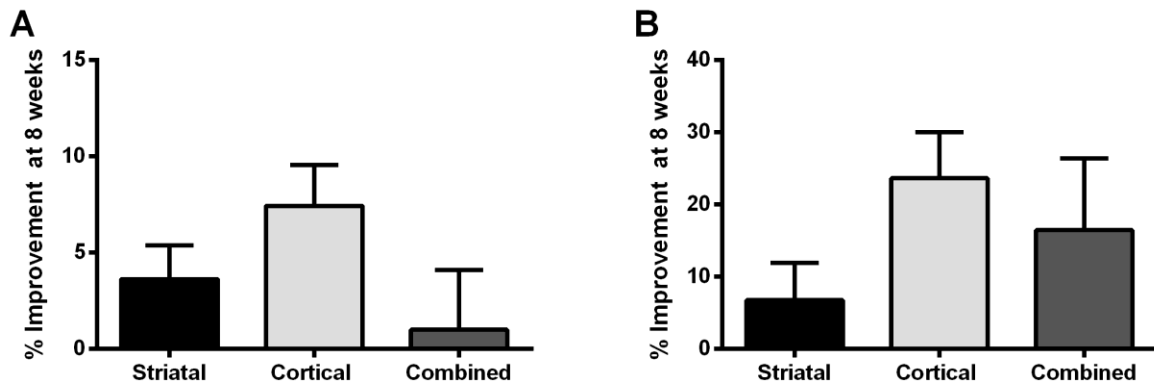 A
% Improvement at 8 weeks
15
10
5
0
Striatal Cortical Combined
B
% Improvement at 8 weeks
40
30
20
10
0
Striatal Cortical Combined